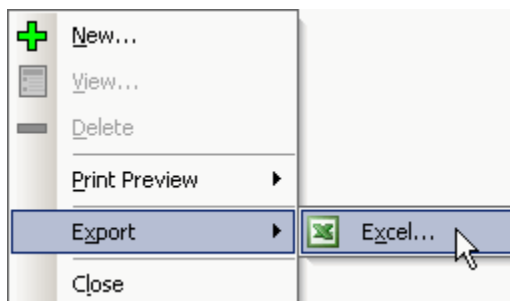 New...
View...
Delete
Print Preview
Export
Excel...
Close